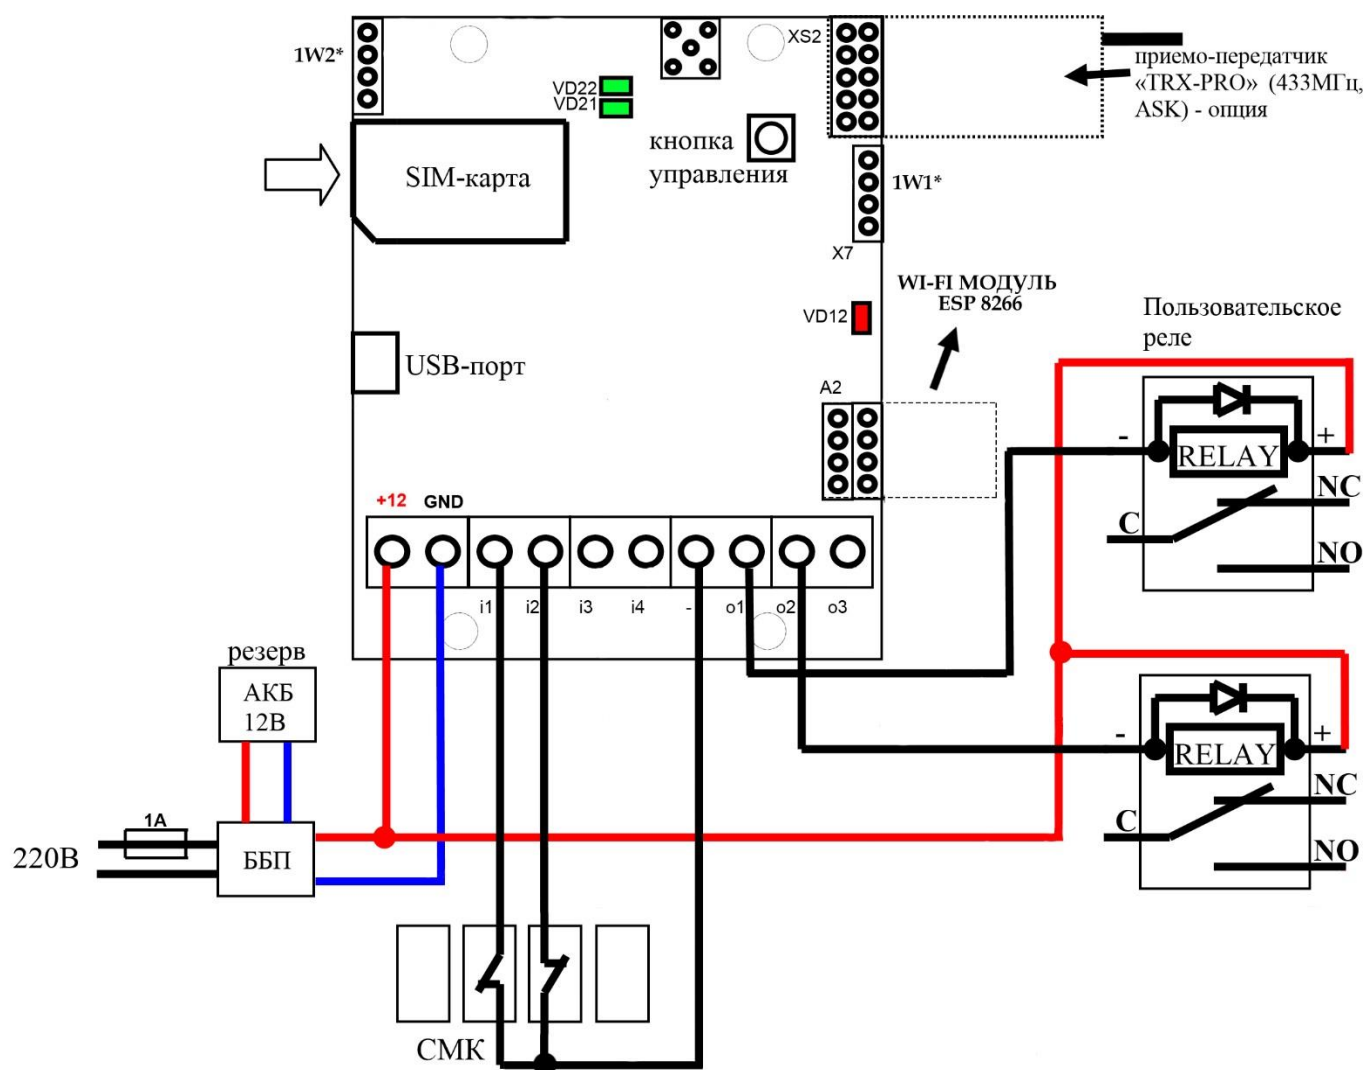 1W2*
XS2
приемо-передатчик
«TRX-PRO» (433МГц,
ASK) - опция
VD22
VD21
кнопка
управления
SIM-карта
1W1*
X7
WI-FI МОДУЛЬ
ESP 8266
VD12
Пользовательское
реле
USB-порт
A2
- RELAY +
NC
C
NO
+12 GND
i1 i2 i3 i4 - o1 o2 o3
резерв
АКБ
12В
- RELAY +
NC
C
NO
1A
220В
ББП
СМК